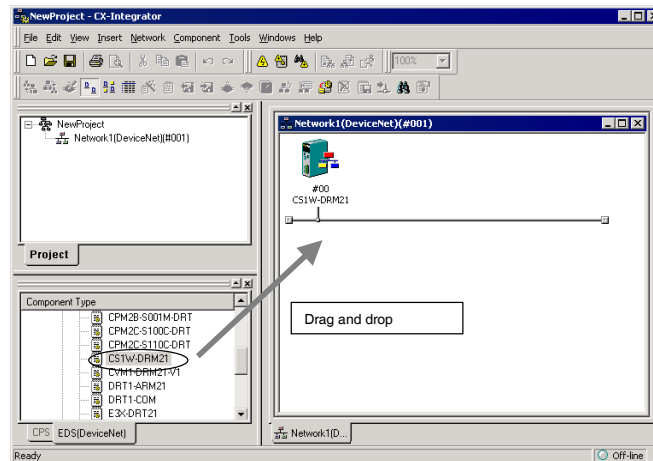 NewProject - CX-Integrator
File Edit View Insert Network Component Tools Windows Help
100%
NewProject
Network1(DeviceNet)(#001)
Project
Component Type
CPM2B-S001M-DRT
CPM2C-S100C-DRT
CPM2C-S110C-DRT
CS1W-DRM21
CVM1-DRM21-V1
DRT1-ARM21
DRT1-COM
E3X-DRT21
CPS EDS(DeviceNet)
Network1(DeviceNet)(#001)
#00
CS1W-DRM21
Drag and drop
Network1(D...
Ready
Off-line